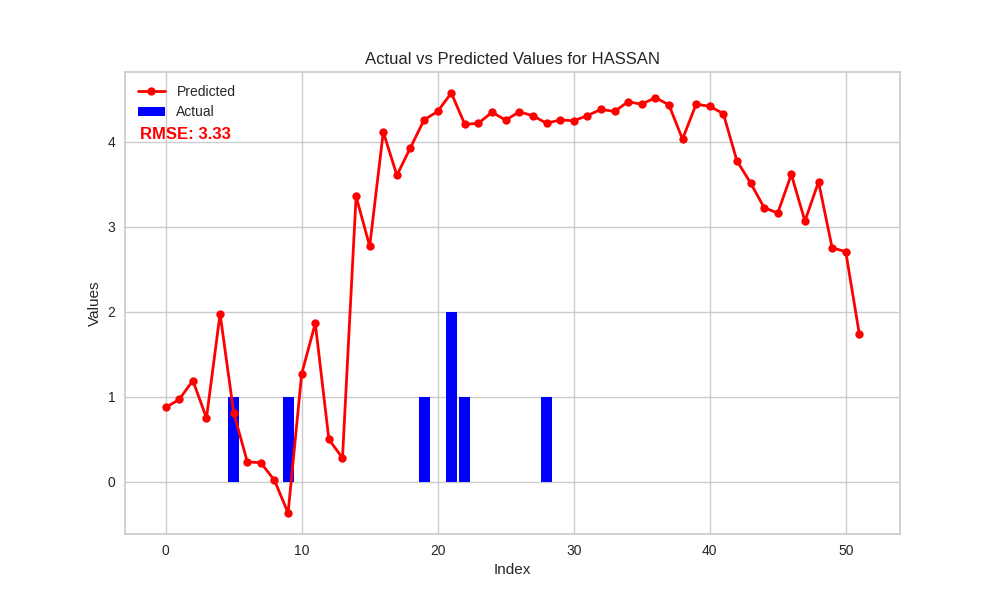 Actual vs Predicted Values for HASSAN
Predicted
Actual
RMSE: 3.33
Values
4
3
2
1
0
0 10 20 30 40 50
Index